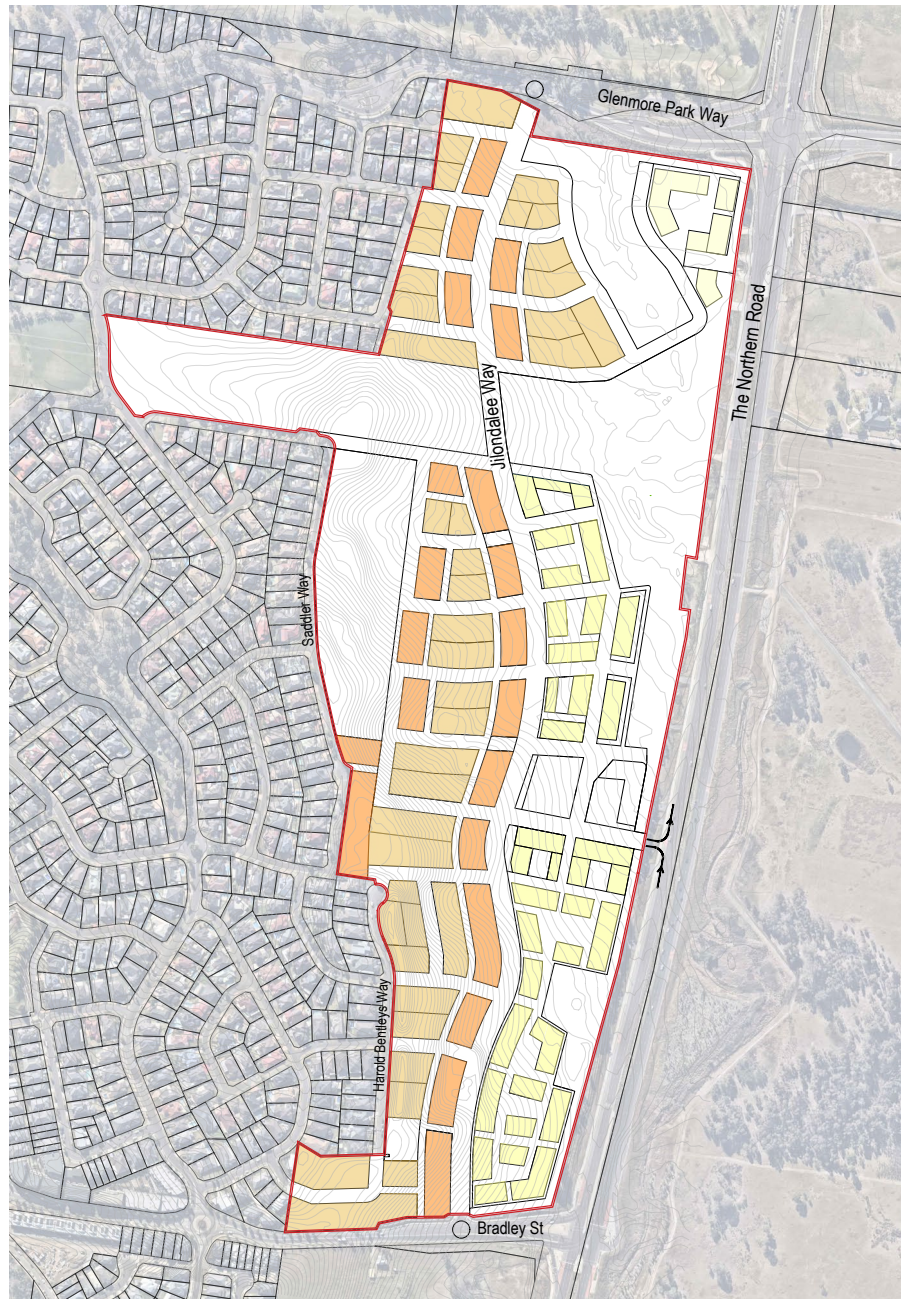 Glenmore Park Way
The Northern Road
Jilondalee Way
Saddler Way
Harold Bentleys Way
Bradley St